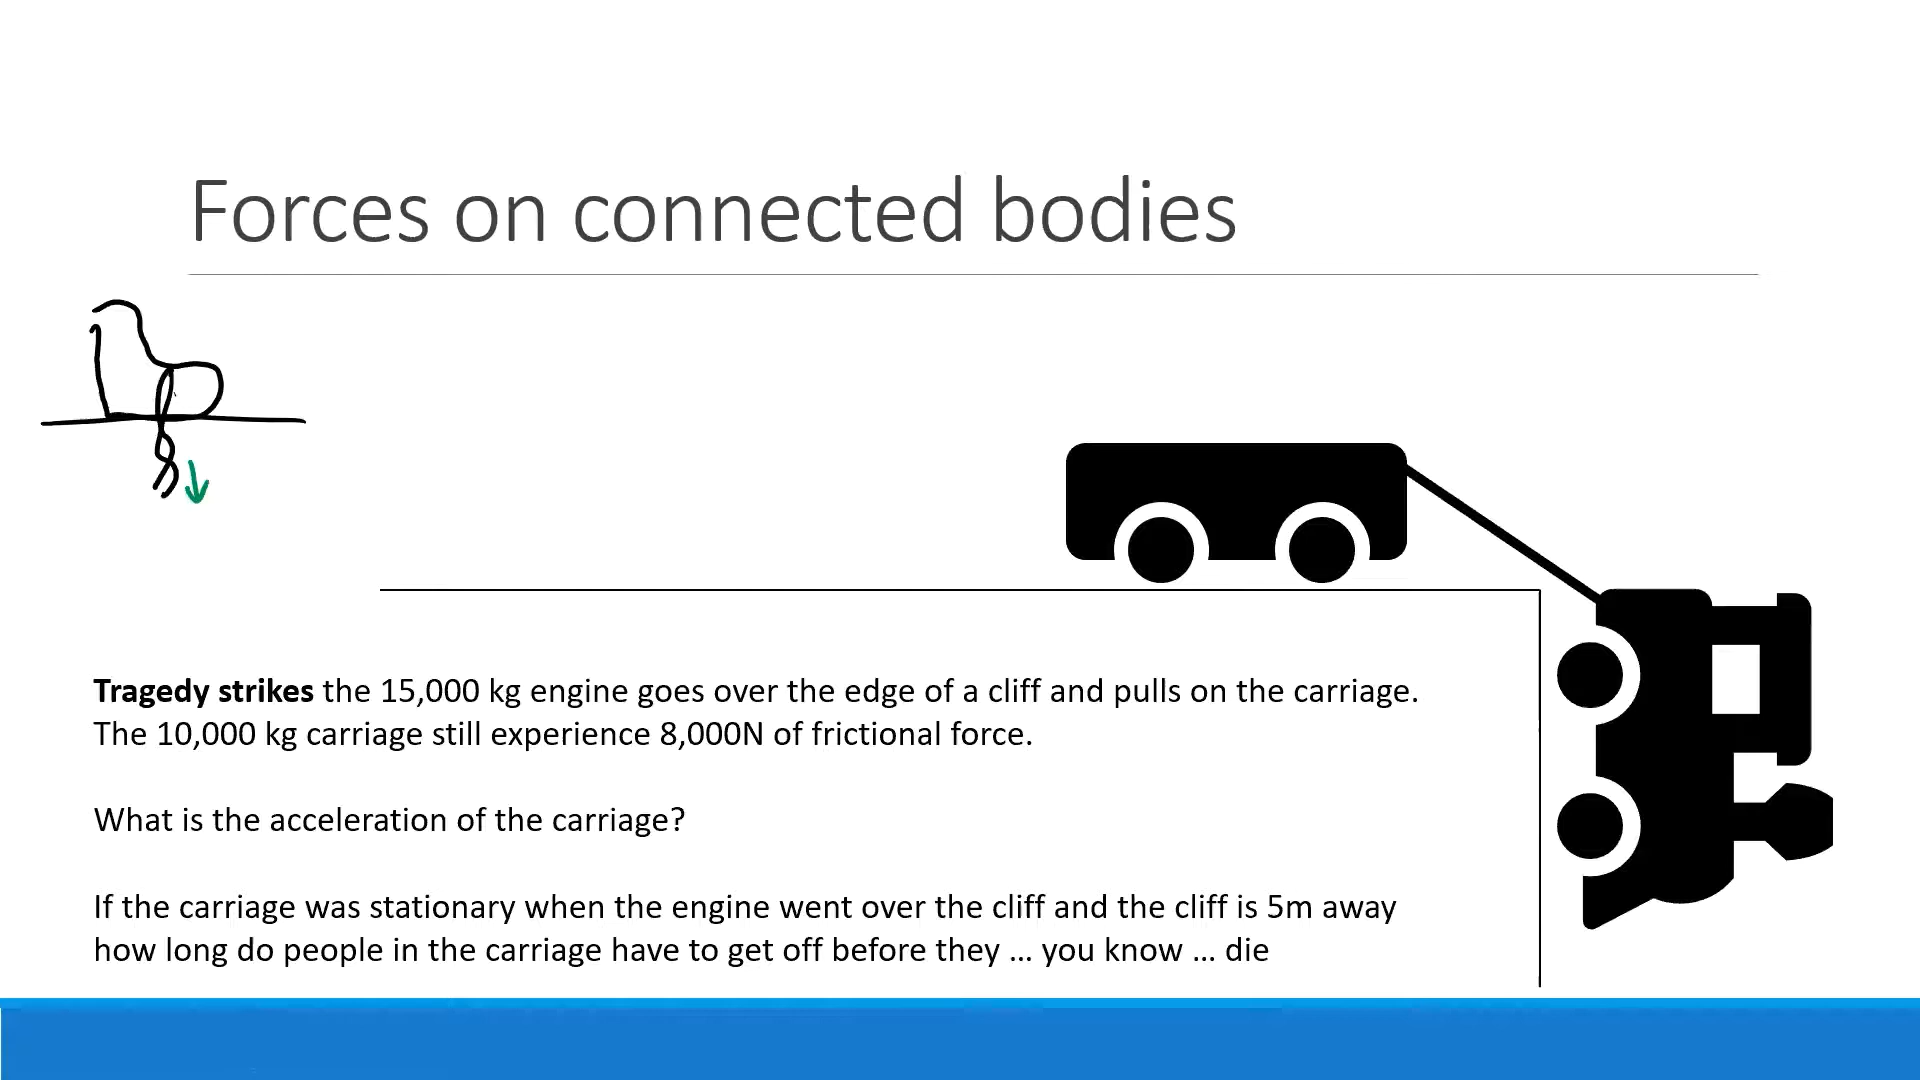 Forces on connected bodies
Tragedy strikes the 15,000 kg engine goes over the edge of a cliff and pulls on the carriage.
The 10,000 kg carriage still experience 8,000N of frictional force.
What is the acceleration of the carriage?
If the carriage was stationary when the engine went over the cliff and the cliff is 5m away
how long do people in the carriage have to get off before they ... you know ... die